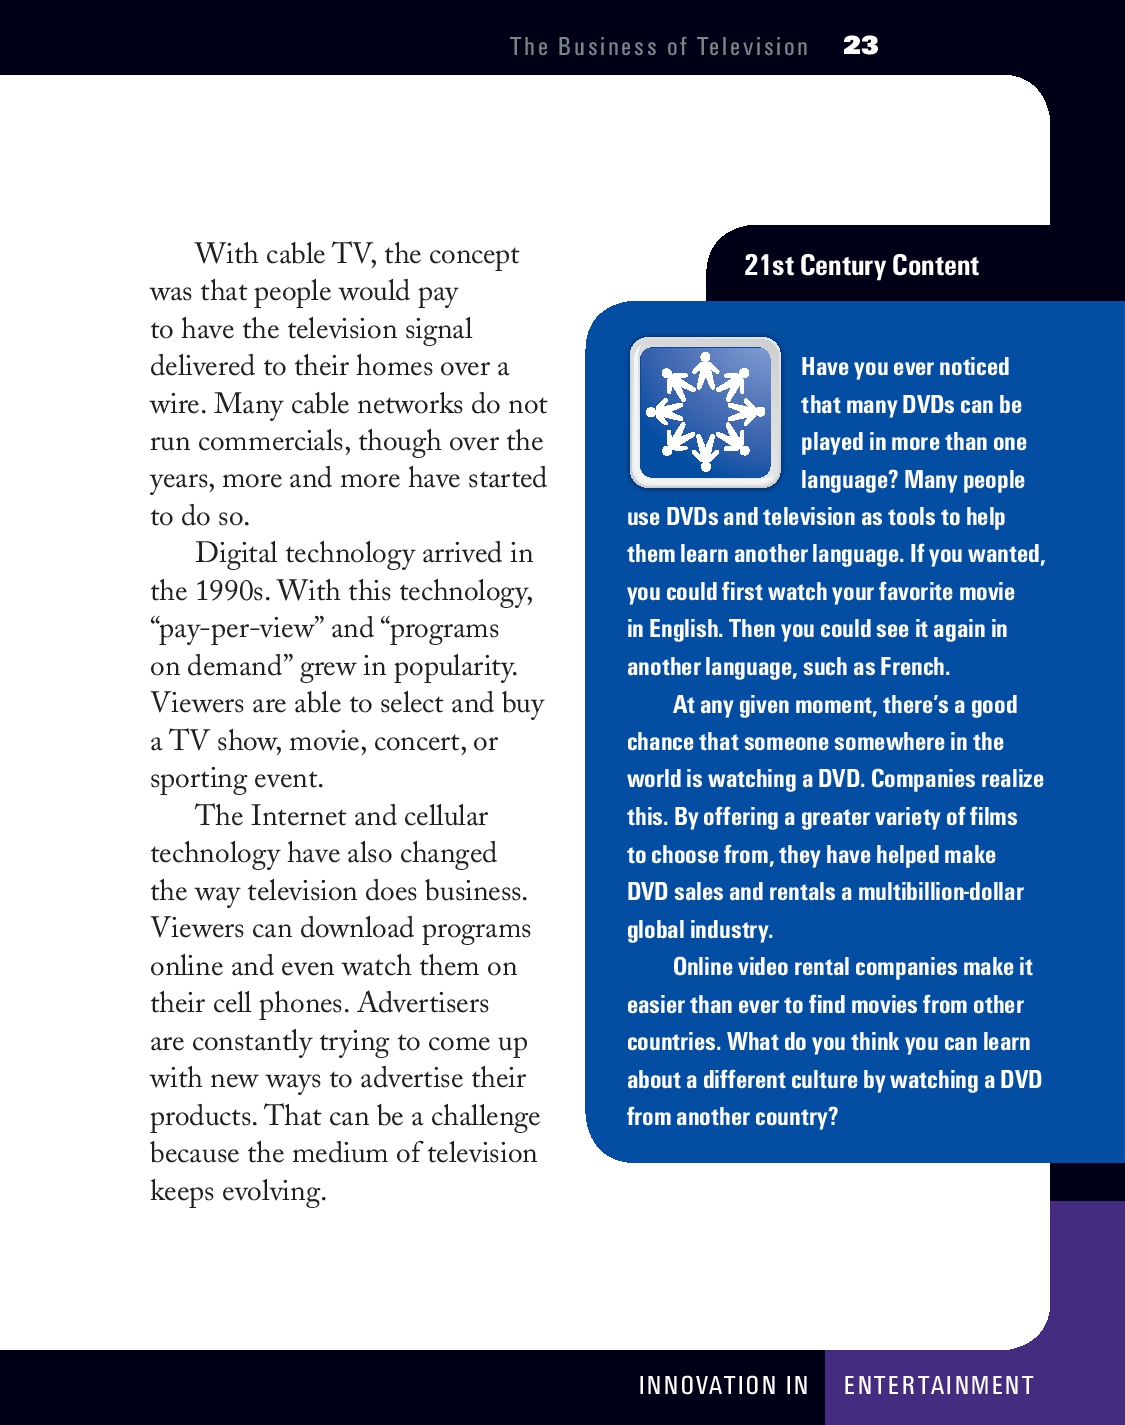 The Business of Television 23
With cable TV, the concept
was that people would pay
to have the television signal
delivered to their homes over a
wire. Many cable networks do not
run commercials, though over the
years, more and more have started
to do so.
Digital technology arrived in
the 1990s. With this technology,
“pay-per-view” and “programs
on demand” grew in popularity.
Viewers are able to select and buy
a TV show, movie, concert, or
sporting event.
The Internet and cellular
technology have also changed
the way television does business.
Viewers can download programs
online and even watch them on
their cell phones. Advertisers
are constantly trying to come up
with new ways to advertise their
products. That can be a challenge
because the medium of television
keeps evolving.
21st Century Content
Have you ever noticed
that many DVDs can be
played in more than one
language? Many people
use DVDs and television as tools to help
them learn another language. If you wanted,
you could first watch your favorite movie
in English. Then you could see it again in
another language, such as French.
At any given moment, there’s a good
chance that someone somewhere in the
world is watching a DVD. Companies realize
this. By offering a greater variety of films
to choose from, they have helped make
DVD sales and rentals a multibillion-dollar
global industry.
Online video rental companies make it
easier than ever to find movies from other
countries. What do you think you can learn
about a different culture by watching a DVD
from another country?
INNOVATION IN ENTERTAINMENT